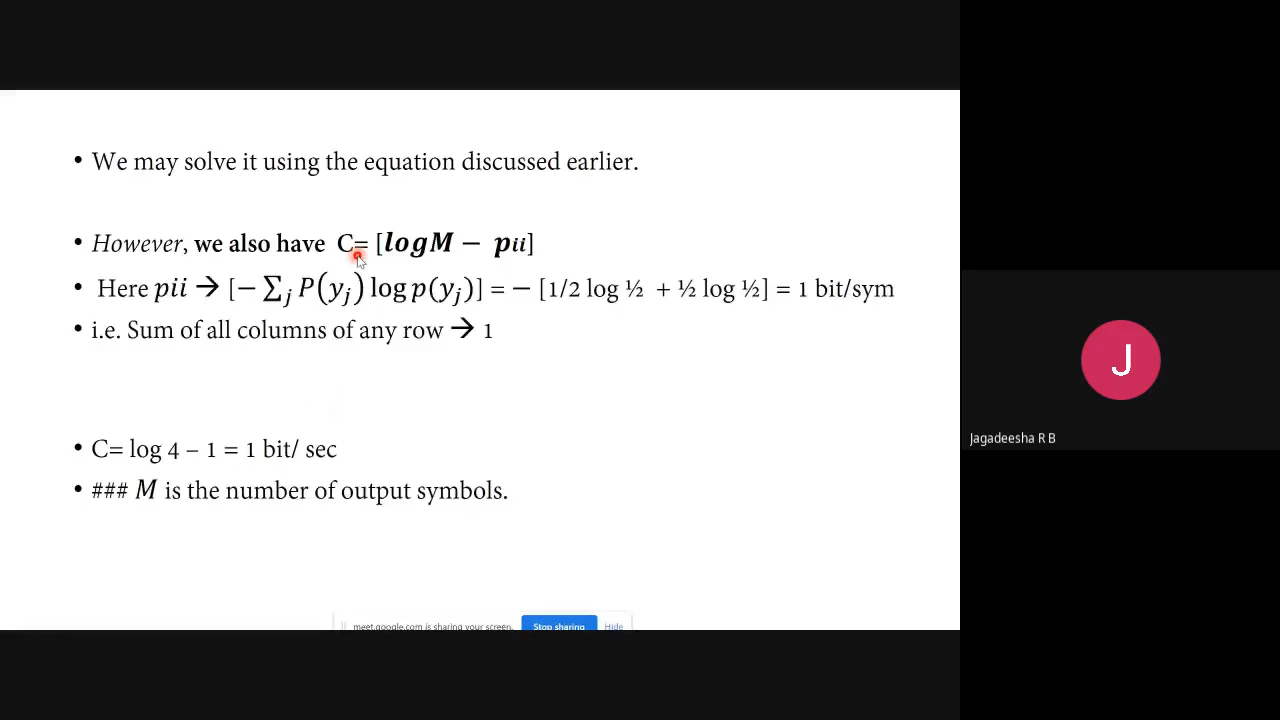 • We may solve it using the equation discussed earlier.
• However, we also have C= [logM − pii]
• Here pii → [− ∑j P(yj) log p(yj)] = − [1/2 log ½ + ½ log ½] = 1 bit/sym
• i.e. Sum of all columns of any row → 1
J
Jagadeesha R B
• C= log 4 – 1 = 1 bit/ sec
• ### M is the number of output symbols.
meet.google.com is sharing your screen. Stop sharing Hide